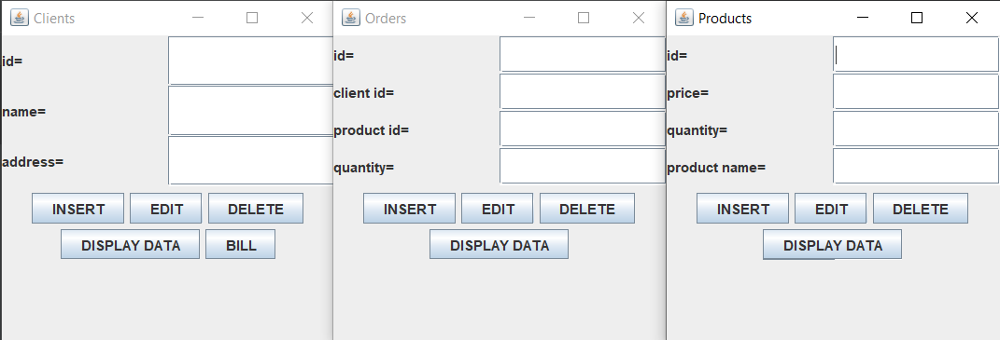 Clients
id=
name=
address=
INSERT EDIT DELETE
DISPLAY DATA BILL
Orders
id=
client id=
product id=
quantity=
INSERT EDIT DELETE
DISPLAY DATA
Products
id=
price=
quantity=
product name=
INSERT EDIT DELETE
DISPLAY DATA